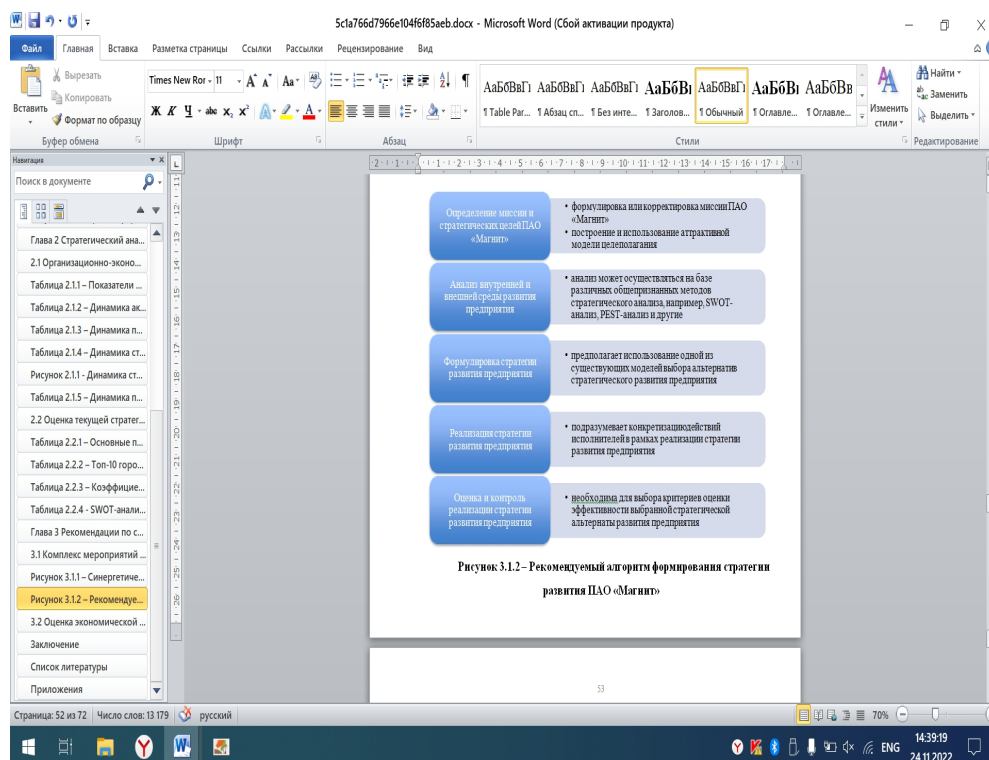 5c1a766d7966e104f6f85aeb.docx - Microsoft Word (Сбой активации продукта)
Файл Главная Вставка Разметка страницы Ссылки Рассылки Рецензирование Вид
Вставить
Вырезать
Копировать
Формат по образцу
Буфер обмена
Times New Ror 11
Ж К Ч abc x₂ x²
Шрифт
Абзац
АаБбВвГг АаБбВвГг АаБбВвГг АаБбВı АаБбВвГг АаБбВı АаБбВв
¶ Table Par... ¶ Абзац сп... ¶ Без инте... ¶ Заголов... ¶ Обычный ¶ Оглавле... ¶ Оглавле...
Стили
Изменить стили
Найти
Заменить
Выделить
Редактирование
Навигация
Поиск в документе
Глава 2 Стратегический ана...
2.1 Организационно-эконо...
Таблица 2.1.1 – Показатели ...
Таблица 2.1.2 – Динамика ак...
Таблица 2.1.3 – Динамика п...
Таблица 2.1.4 – Динамика ст...
Рисунок 2.1.1 - Динамика ст...
Таблица 2.1.5 – Динамика п...
2.2 Оценка текущей стратег...
Таблица 2.2.1 – Основные п...
Таблица 2.2.2 – Топ-10 горо...
Таблица 2.2.3 – Коэффицие...
Таблица 2.2.4 - SWOT-анали...
Глава 3 Рекомендации по с...
3.1 Комплекс мероприятий ...
Рисунок 3.1.1 – Синергетиче...
Рисунок 3.1.2 – Рекомендуе...
3.2 Оценка экономической ...
Заключение
Список литературы
Приложения
Определение миссии и
стратегических целей ПАО
«Магнит»
• формулировка или корректировка миссии ПАО
«Магнит»
• построение и использование аттрактивной
модели целеполагания
Анализ внутренней и
внешней среды развития
предприятия
• анализ может осуществляться на базе
различных общепризнанных методов
стратегического анализа, например, SWOT-
анализ, PEST-анализ и другие
Формулировка стратегии
развития предприятия
• предполагает использование одной из
существующих моделей выбора альтернатив
стратегического развития предприятия
Реализация стратегии
развития предприятия
• подразумевает конкретизациюдействий
исполнителей в рамках реализации стратегии
развития предприятия
Оценка и контроль
реализации стратегии
развития предприятия
• необходима для выбора критериев оценки
эффективности выбранной стратегической
альтернаты развития предприятия
Рисунок 3.1.2 – Рекомендуемый алгоритм формирования стратегии
развития ПАО «Магнит»
53
Страница: 52 из 72 Число слов: 13 179 русский 70%
ENG
14:39:19
24.11.2022